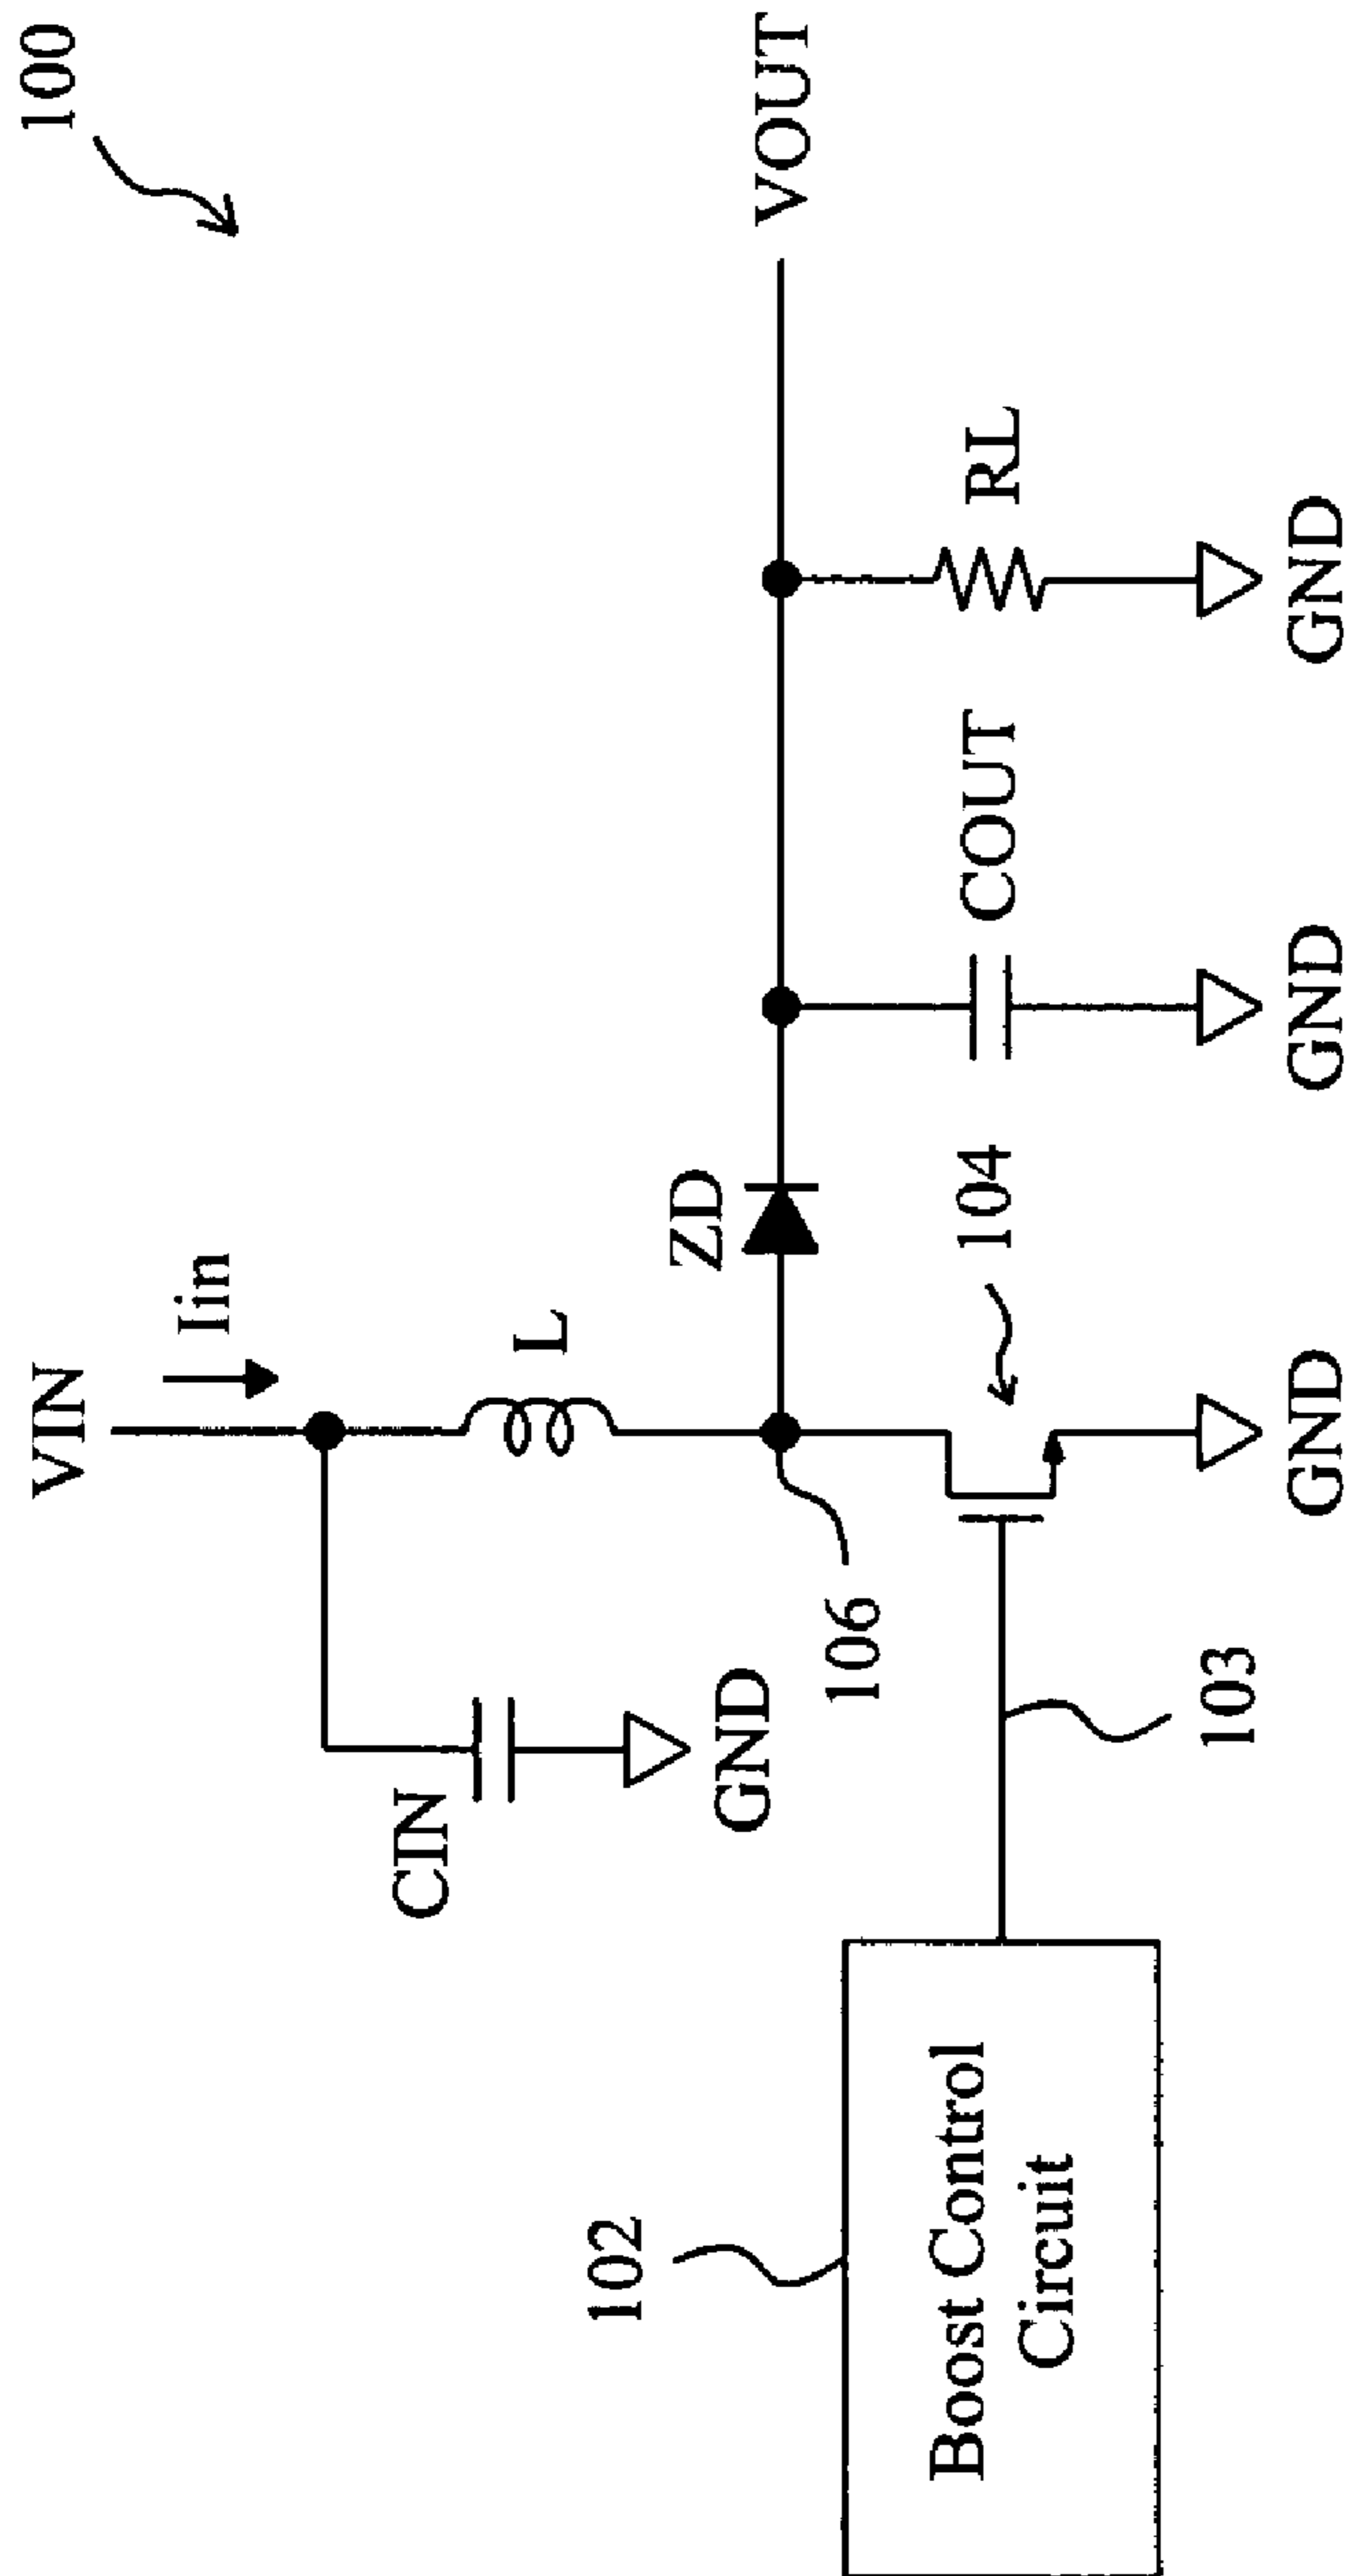 100
VIN
Iin
CIN
L
GND
ZD
VOUT
106
102
104
COUT
RL
Boost Control
Circuit
103
GND
GND
GND